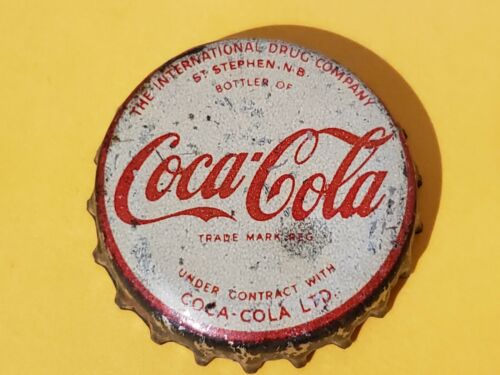 THE INTERNATIONAL DRUG COMPANY
ST. STEPHEN. N.B.
BOTTLER OF
Coca-Cola
TRADE MARK REG
UNDER CONTRACT WITH
COCA-COLA LTD.